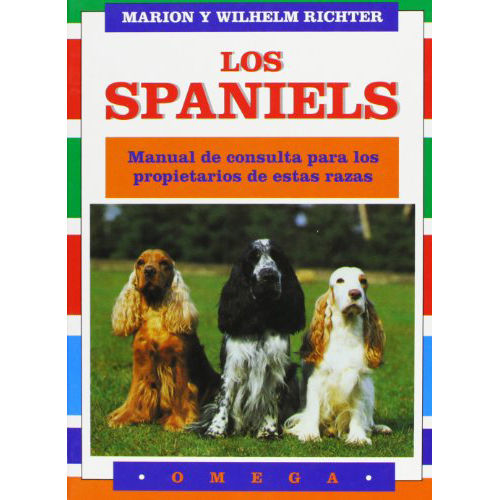 MARION Y WILHELM RICHTER
LOS
SPANIELS
Manual de consulta para los
propietarios de estas razas
• OMEGA •